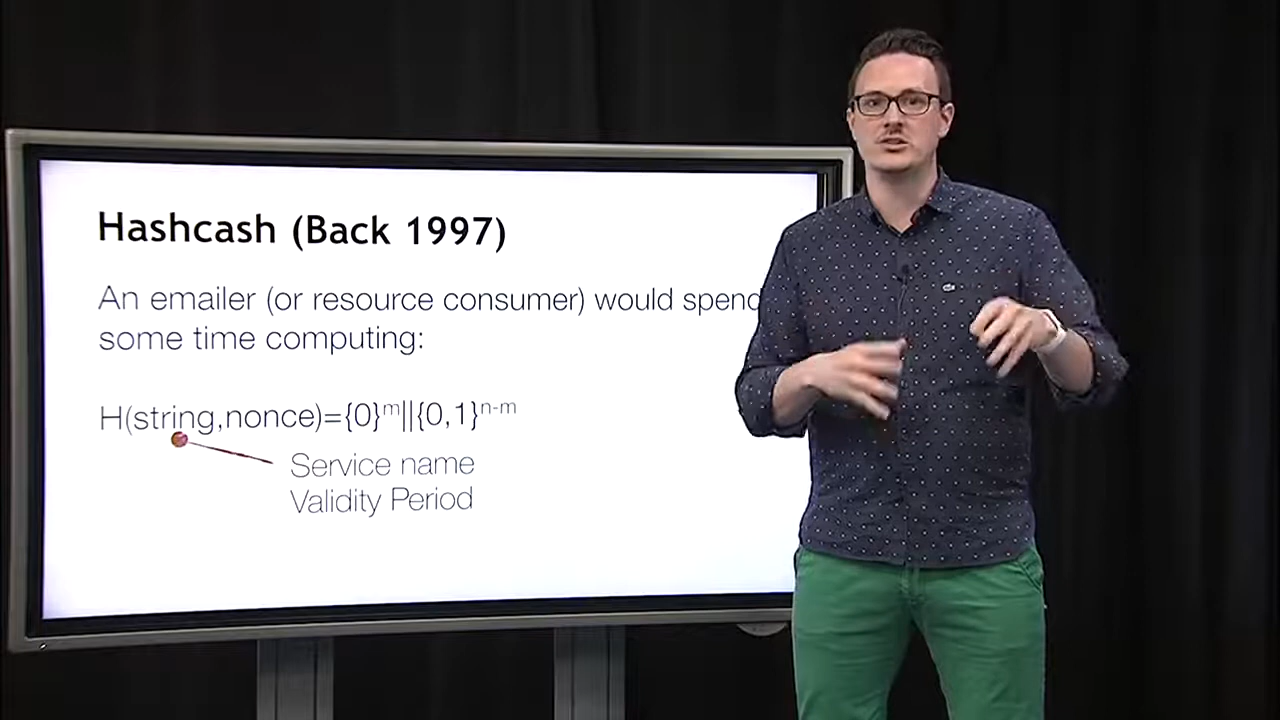 Hashcash (Back 1997)
An emailer (or resource consumer) would spend
some time computing:
H(string,nonce)={0}ᵐ||{0,1}ⁿ⁻ᵐ
Service name
Validity Period